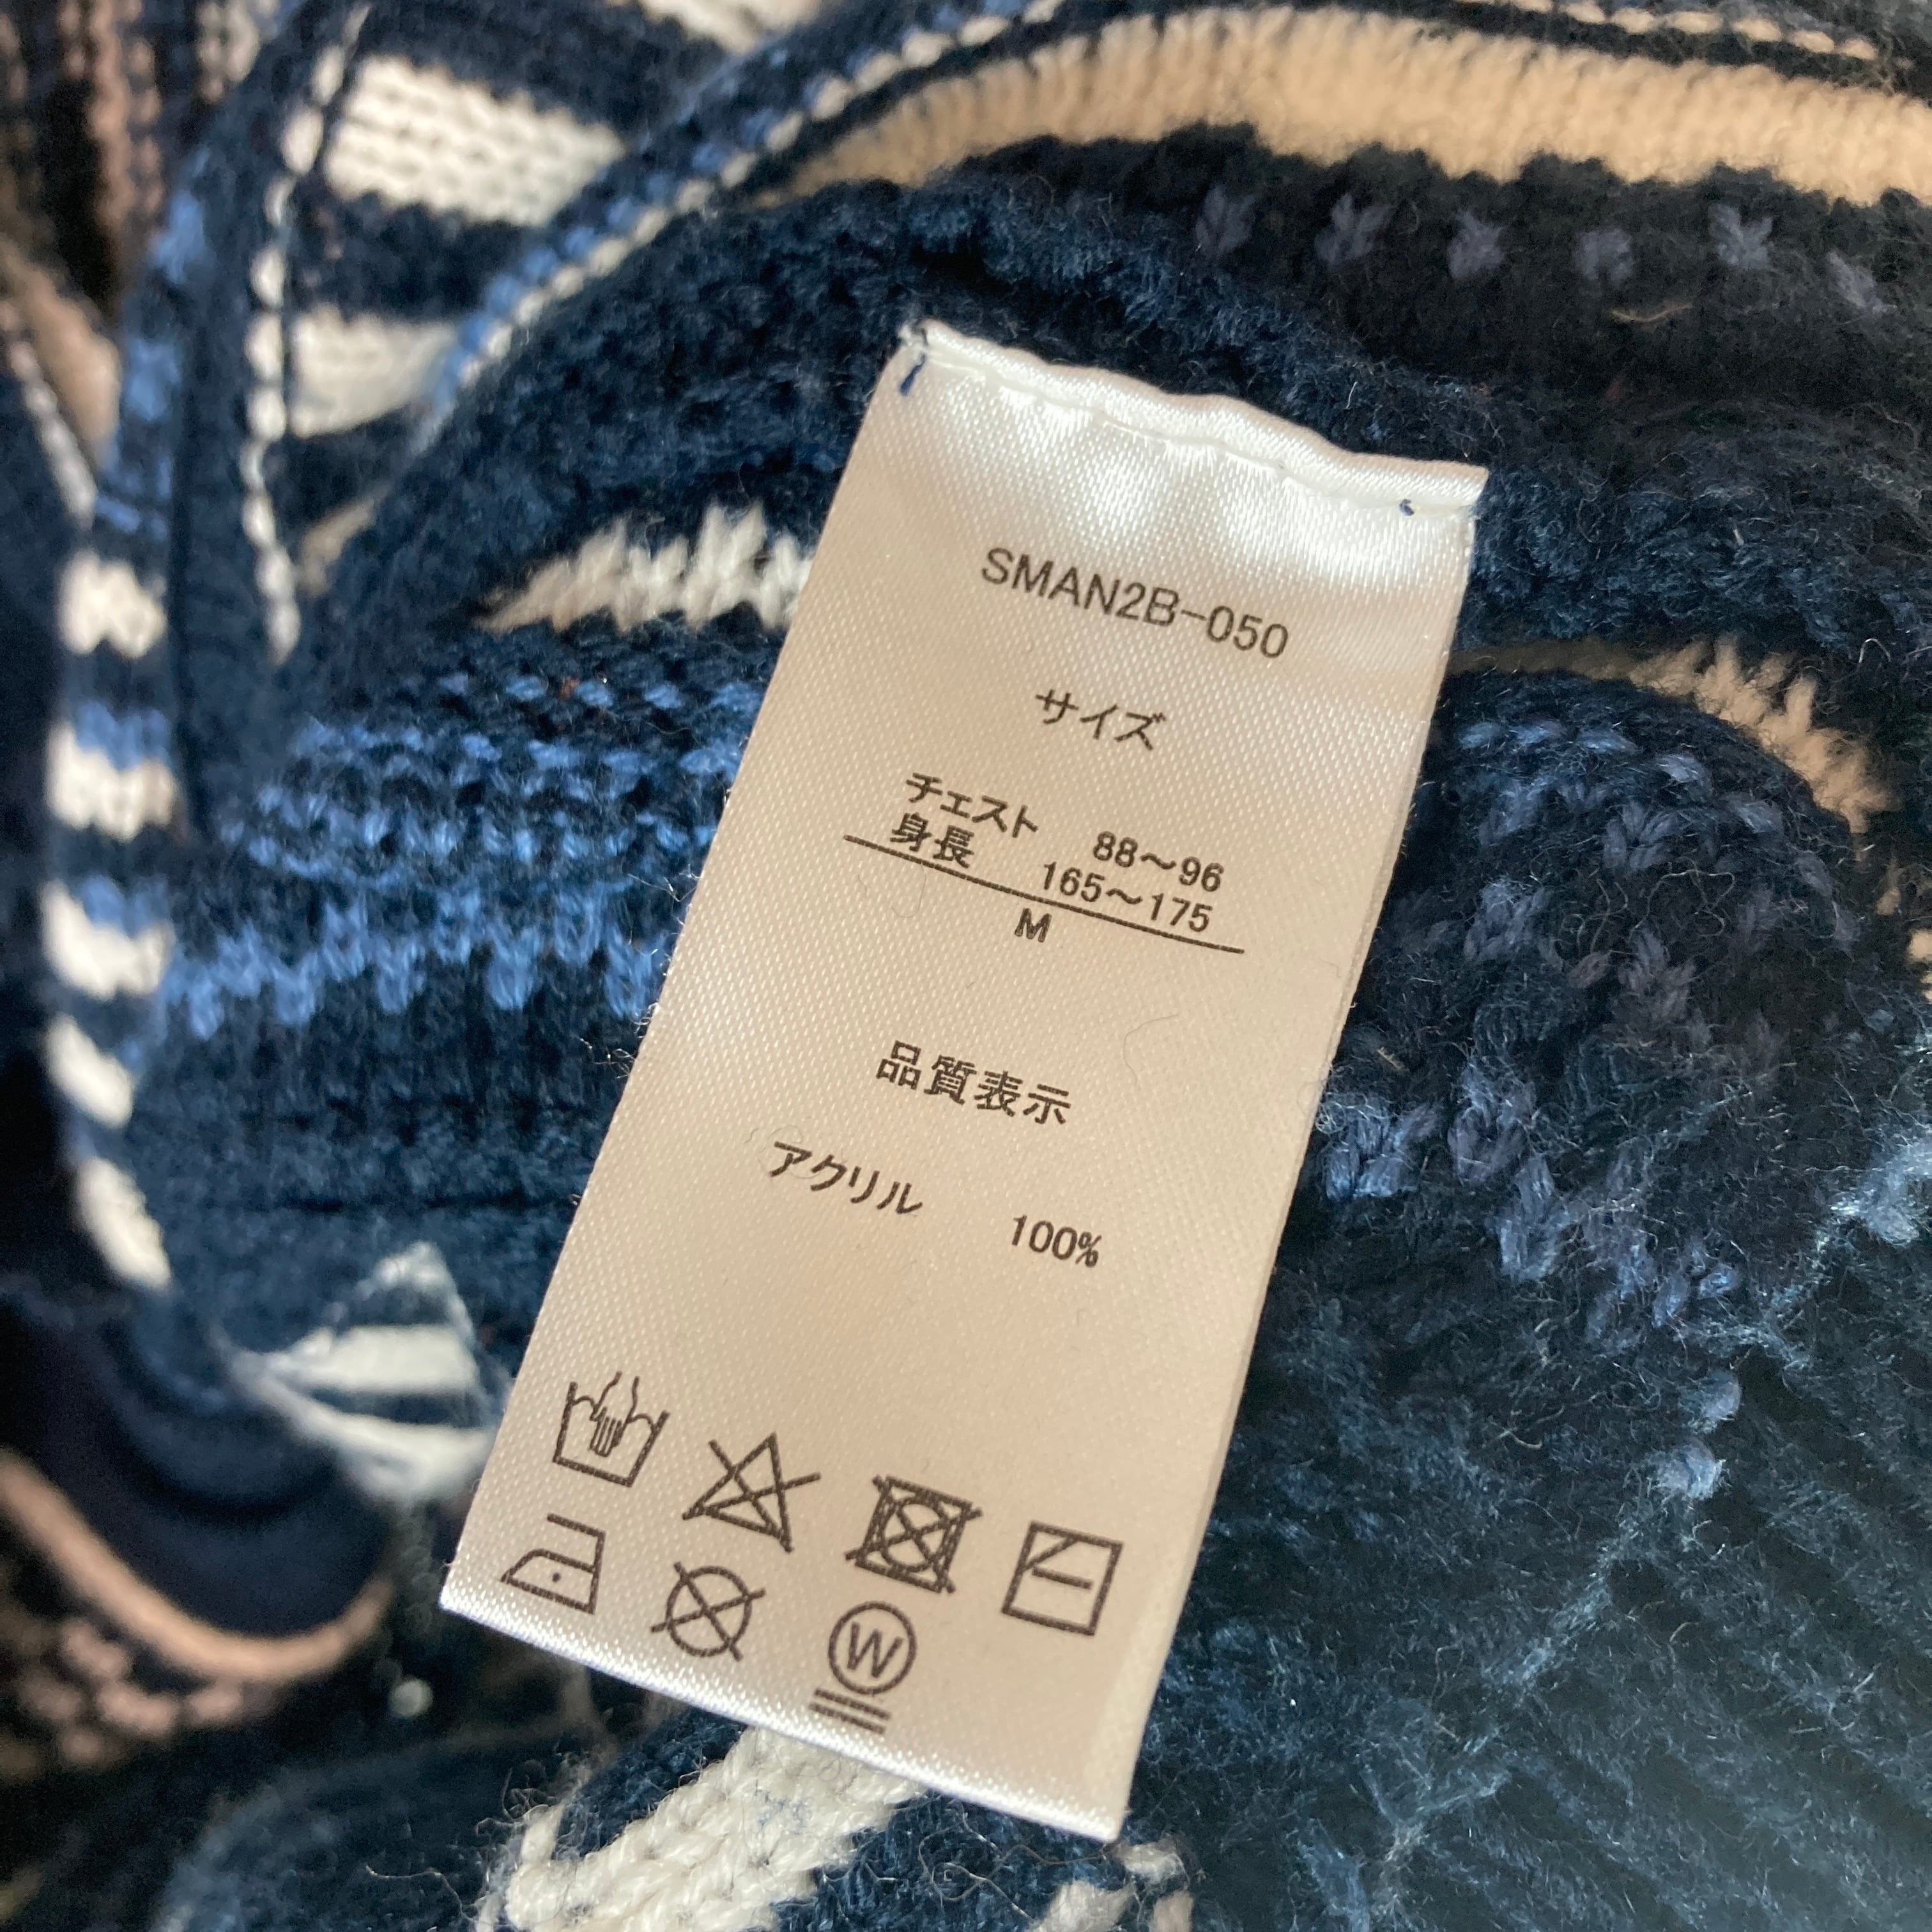 SMAN2B-050
サイズ
チェスト 88〜96
身長 165〜175
M
品質表示
アクリル 100%
W